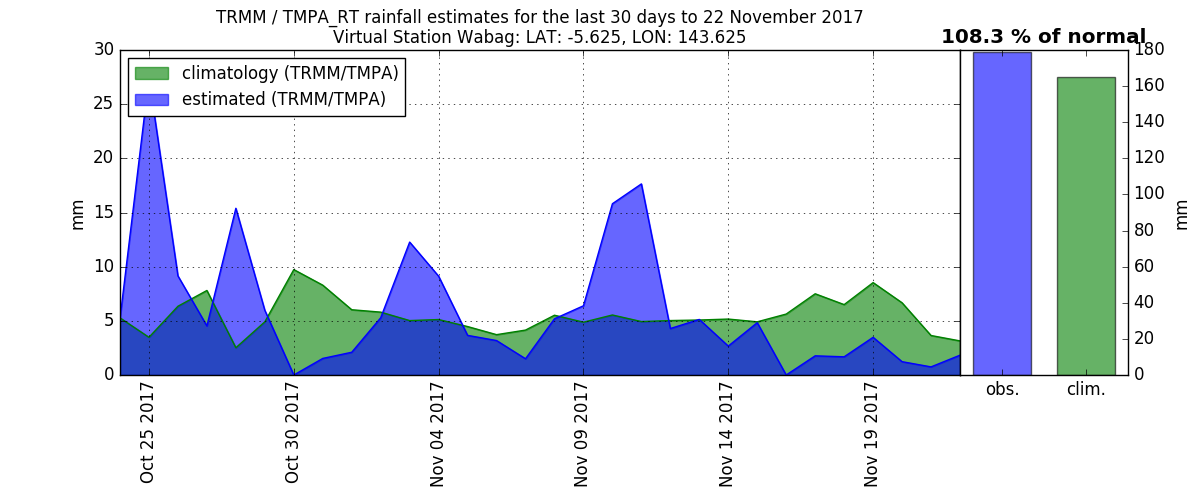 TRMM / TMPA_RT rainfall estimates for the last 30 days to 22 November 2017
Virtual Station Wabag: LAT: -5.625, LON: 143.625
108.3 % of normal
climatology (TRMM/TMPA)
estimated (TRMM/TMPA)
30
25
20
15
10
5
0
mm
Oct 25 2017
Oct 30 2017
Nov 04 2017
Nov 09 2017
Nov 14 2017
Nov 19 2017
obs.
clim.
180
160
140
120
100
80
60
40
20
0
mm